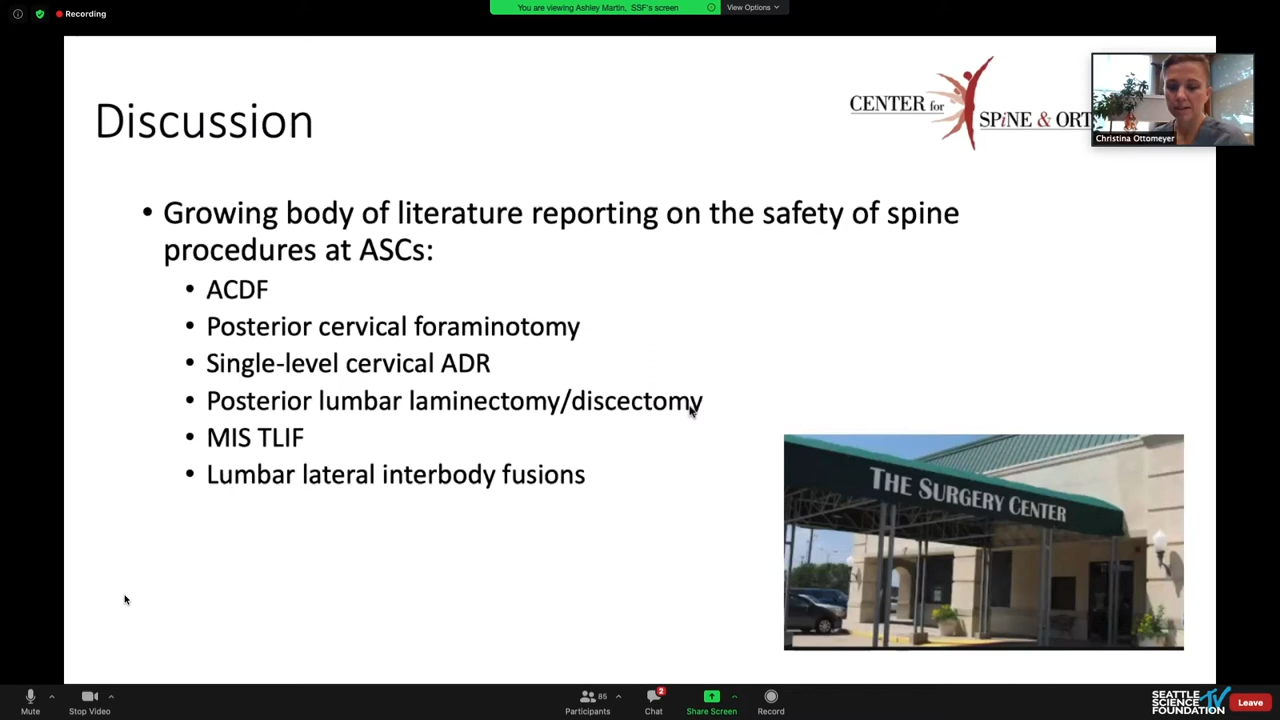 Recording
You are viewing Ashley Martin, SSF's screen
View Options
Discussion
CENTER for
SPiNE & ORT
Christina Ottomeyer
• Growing body of literature reporting on the safety of spine
procedures at ASCs:
• ACDF
• Posterior cervical foraminotomy
• Single-level cervical ADR
• Posterior lumbar laminectomy/discectomy
• MIS TLIF
• Lumbar lateral interbody fusions
THE SURGERY CENTER
Mute
Stop Video
85
Participants
2
Chat
Share Screen
Record
SEATTLE
SCIENCE
FOUNDATION
TV
Leave